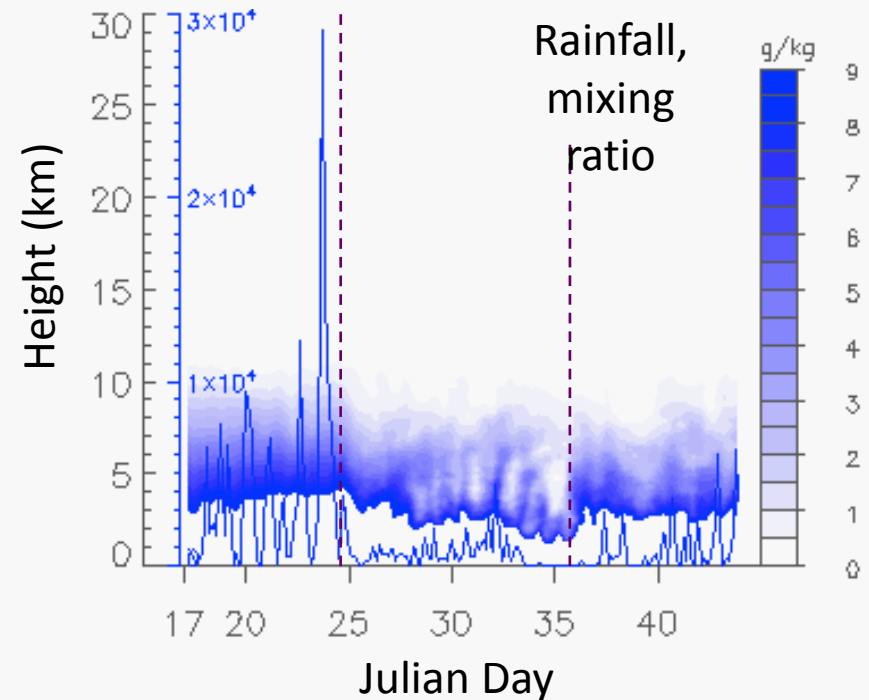 Rainfall,
mixing
ratio
Height (km)
30
25
20
15
10
5
0
3×10⁴
2×10⁴
1×10⁴
g/kg
9
8
7
6
5
4
3
2
1
0
17 20 25 30 35 40
Julian Day